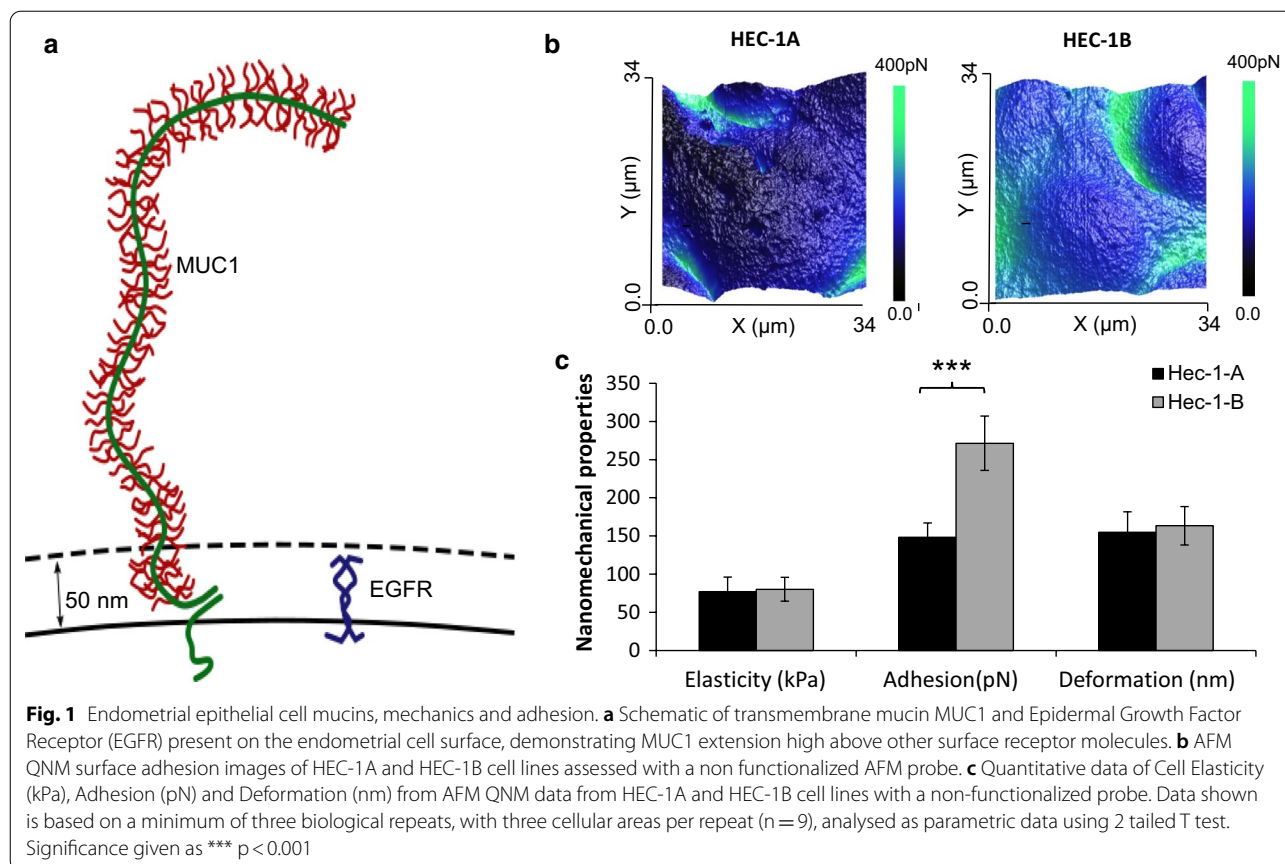 a
MUC1
EGFR
50 nm
b
HEC-1A
400pN
34
Y (µm)
0.0
0.0
X (µm)
34
0.0
HEC-1B
400pN
34
Y (µm)
0.0
0.0
X (µm)
34
0.0
c
***
Hec-1-A
Hec-1-B
Nanomechanical properties
350
300
250
200
150
100
50
0
Elasticity (kPa)
Adhesion(pN)
Deformation (nm)
Fig. 1 Endometrial epithelial cell mucins, mechanics and adhesion. a Schematic of transmembrane mucin MUC1 and Epidermal Growth Factor
Receptor (EGFR) present on the endometrial cell surface, demonstrating MUC1 extension high above other surface receptor molecules. b AFM
QNM surface adhesion images of HEC-1A and HEC-1B cell lines assessed with a non functionalized AFM probe. c Quantitative data of Cell Elasticity
(kPa), Adhesion (pN) and Deformation (nm) from AFM QNM data from HEC-1A and HEC-1B cell lines with a non-functionalized probe. Data shown
is based on a minimum of three biological repeats, with three cellular areas per repeat (n = 9), analysed as parametric data using 2 tailed T test.
Significance given as *** p < 0.001